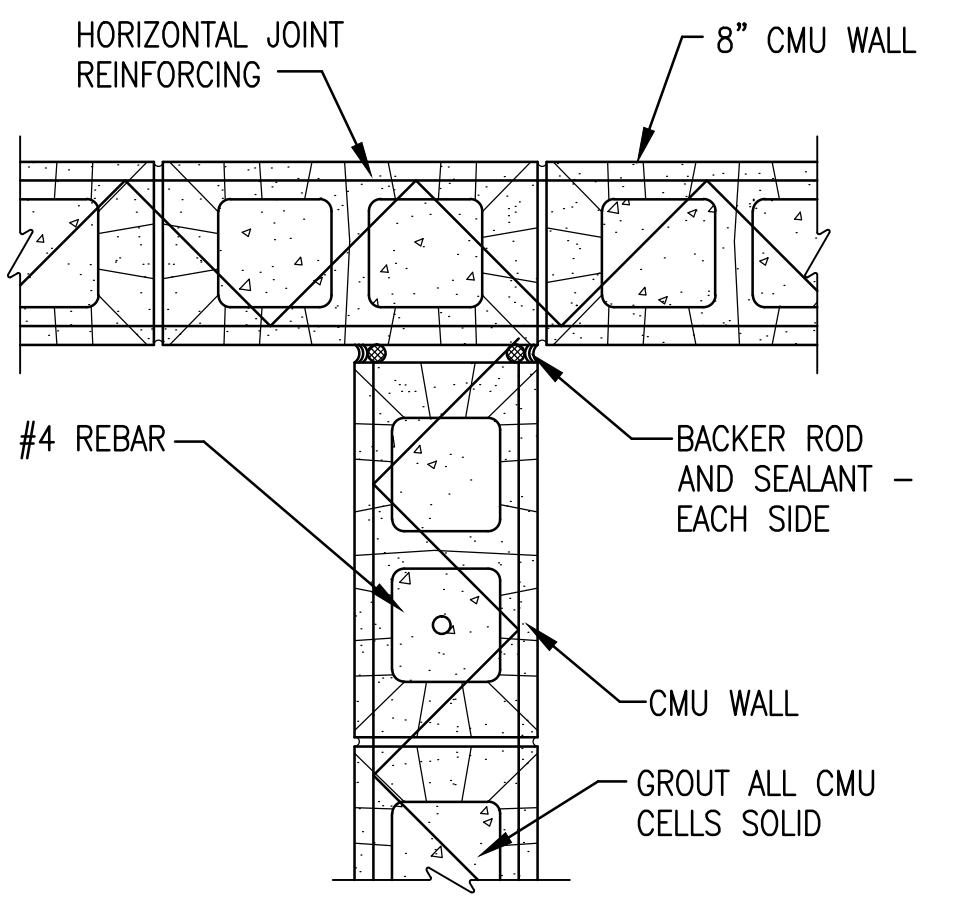 HORIZONTAL JOINT
REINFORCING
8” CMU WALL
#4 REBAR
BACKER ROD
AND SEALANT –
EACH SIDE
CMU WALL
GROUT ALL CMU
CELLS SOLID